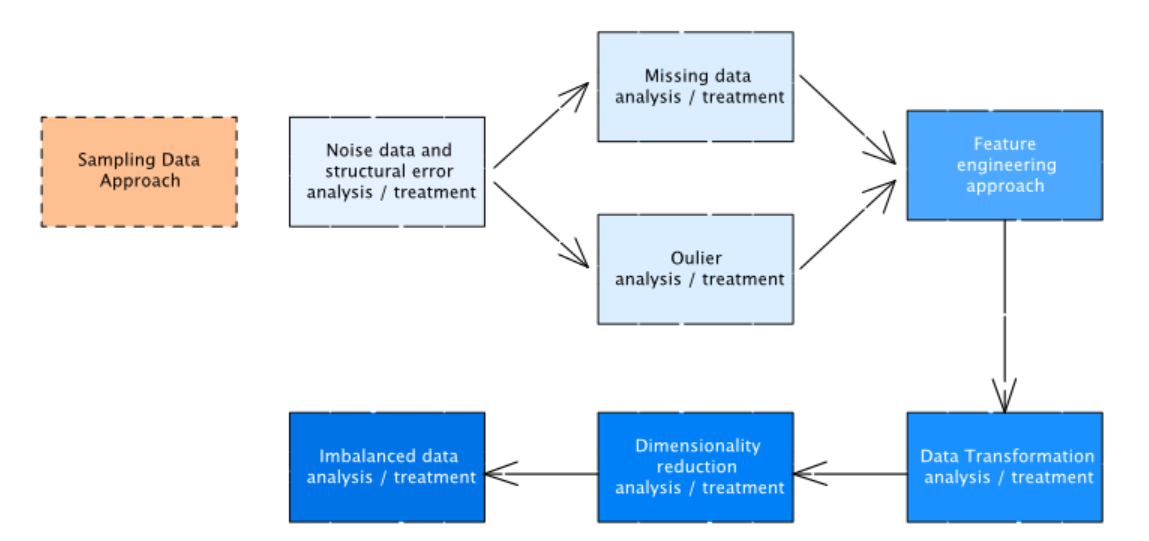 Sampling Data
Approach
Noise data and
structural error
analysis / treatment
Missing data
analysis / treatment
Oulier
analysis / treatment
Feature
engineering
approach
Data Transformation
analysis / treatment
Dimensionality
reduction
analysis / treatment
Imbalanced data
analysis / treatment